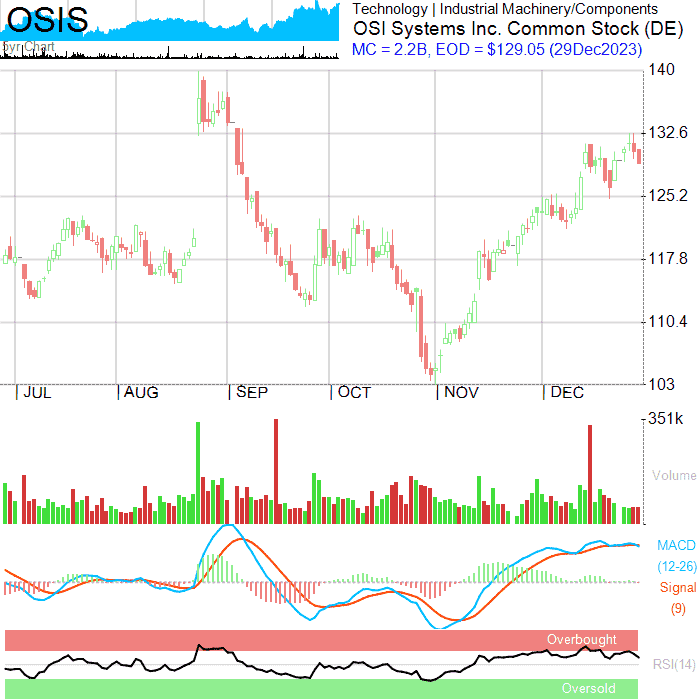 OSIS
5yr Chart
Technology | Industrial Machinery/Components
OSI Systems Inc. Common Stock (DE)
MC = 2.2B, EOD = $129.05 (29Dec2023)
140
132.6
125.2
117.8
110.4
103
| JUL | AUG | SEP | OCT | NOV | DEC
351k
Volume
MACD
(12-26)
Signal
(9)
Overbought
RSI(14)
Oversold